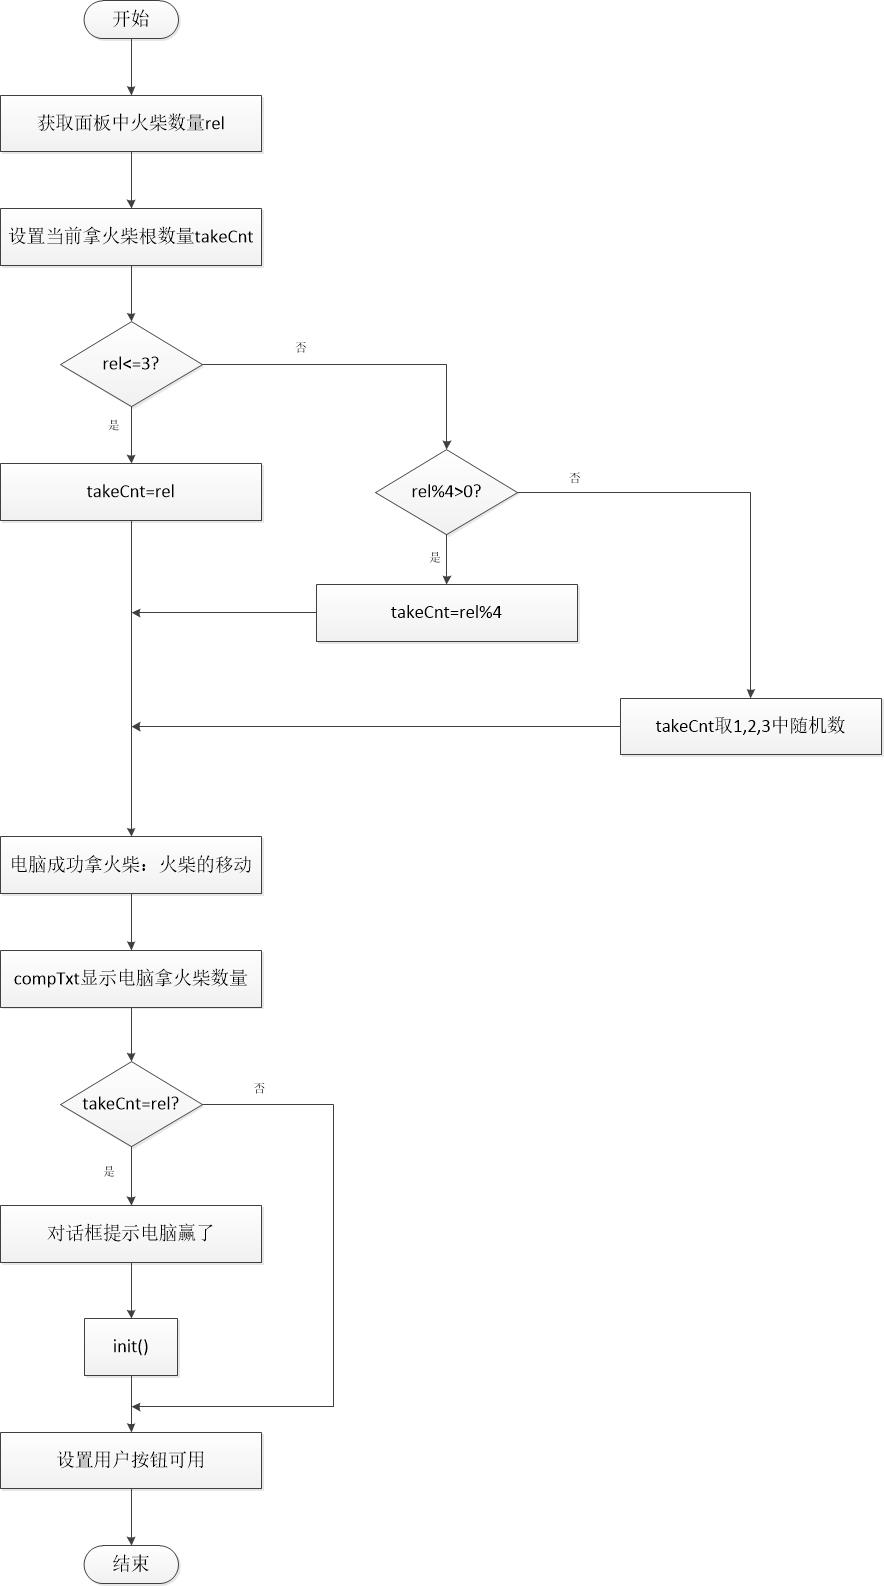 开始
获取面板中火柴数量rel
设置当前拿火柴根数量takeCnt
rel<=3?
否
是
takeCnt=rel
rel%4>0?
否
是
takeCnt=rel%4
takeCnt取1,2,3中随机数
电脑成功拿火柴：火柴的移动
compTxt显示电脑拿火柴数量
takeCnt=rel?
否
是
对话框提示电脑赢了
init()
设置用户按钮可用
结束